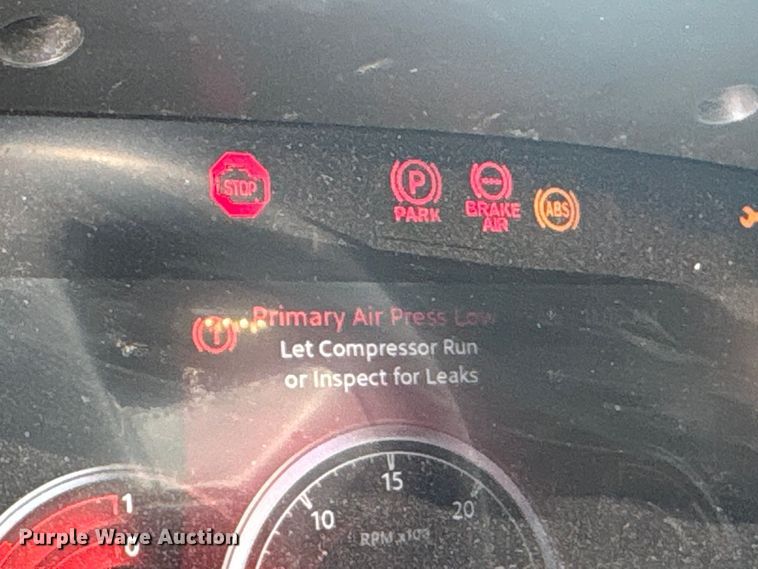 STOP
P
PARK
BRAKE
AIR
ABS
Primary Air Press Low
Let Compressor Run
or Inspect for Leaks
15
10
20
RPM x100
1
0
Purple Wave Auction